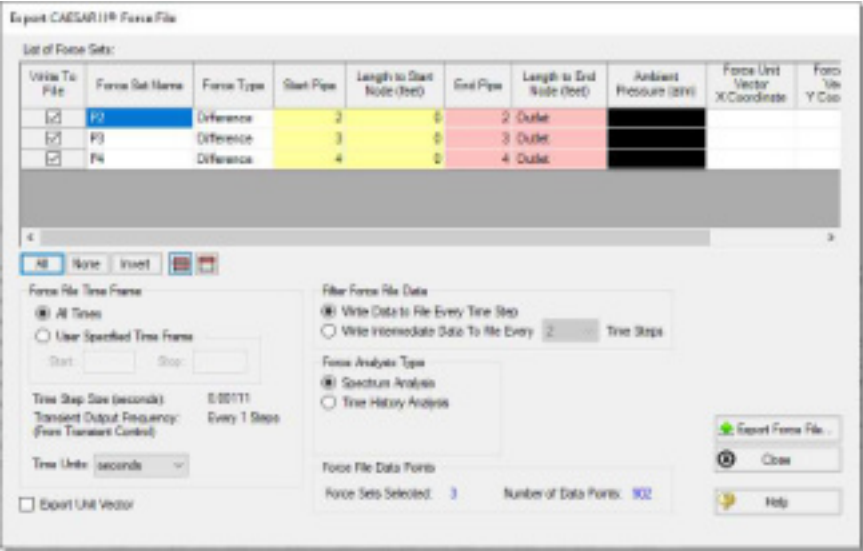 Export CAESAR II® Force File
List of Force Sets:
Write To File Force Set Name Force Type Start Pipe Length to Start Node (feet) End Pipe Length to End Node (feet) Ambient Pressure (atm) Force Unit Vector X Coordinate
P2 Difference 2 0 2 Outlet
P3 Difference 3 0 3 Outlet
P4 Difference 4 0 4 Outlet
All None Invert
Force File Time Frame Filter Force File Data
All Times Write Data to File Every Time Step
User Specified Time Frame Write Intermediate Data To File Every 2 Time Steps
Start: Stop: Force Analysis Type
Spectrum Analysis
Time Step Size (seconds): 0.00111 Time History Analysis
Transient Output Frequency: Every 1 Steps
(From Transient Control) Export Force File...
Time Units: seconds Force File Data Points Close
Export Unit Vector Force Sets Selected: 3 Number of Data Points: 902 Help